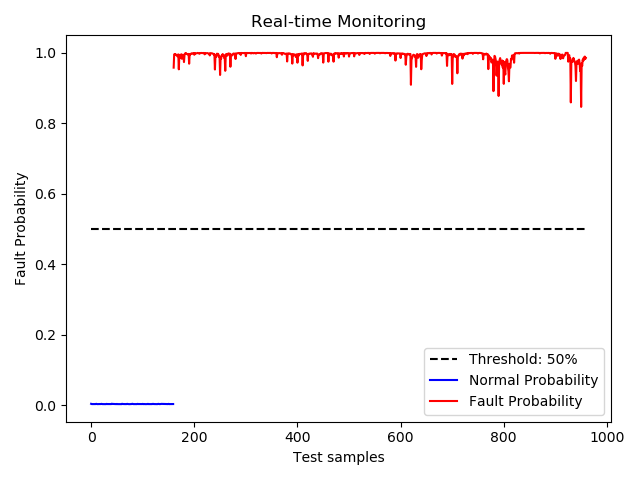 Real-time Monitoring
Fault Probability
1.0
0.8
0.6
0.4
0.2
0.0
0
200
400
600
800
1000
Test samples
Threshold: 50%
Normal Probability
Fault Probability